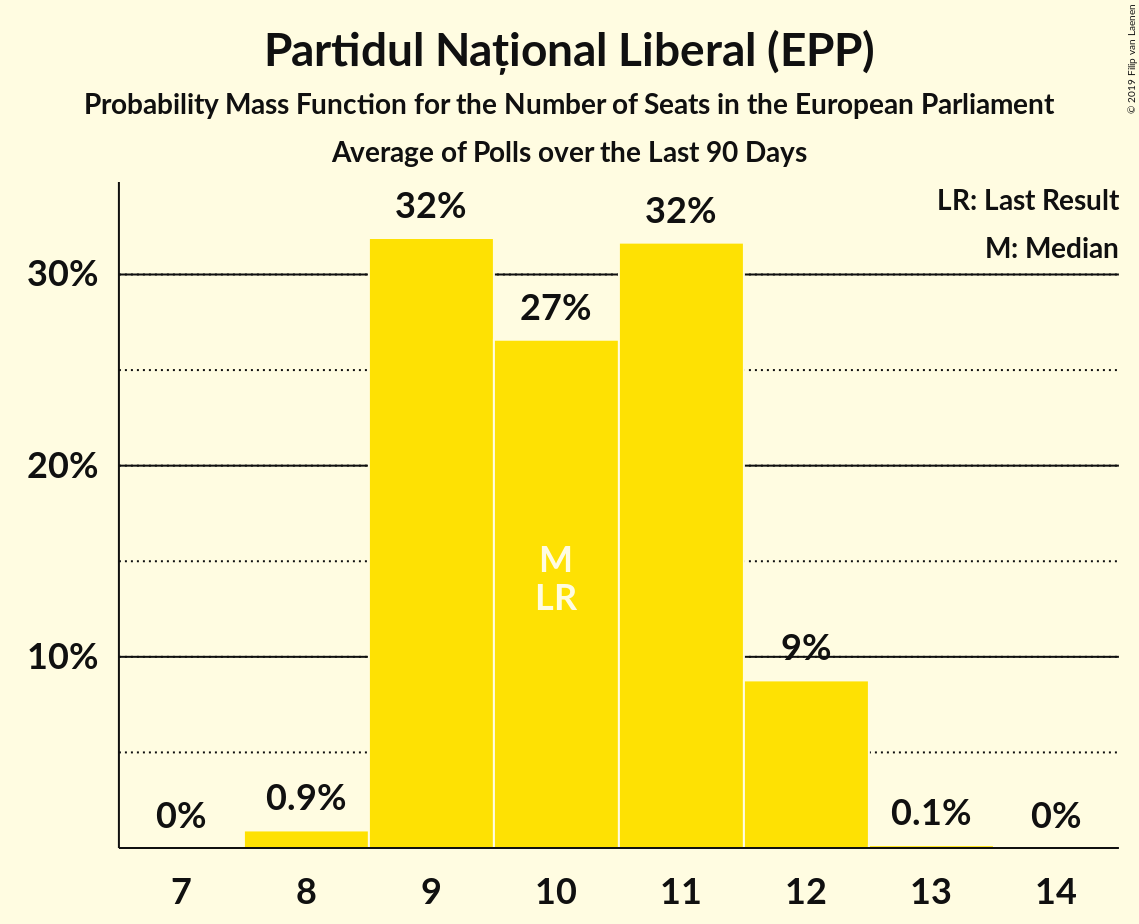 Partidul Național Liberal (EPP)
Probability Mass Function for the Number of Seats in the European Parliament
Average of Polls over the Last 90 Days
© 2019 Filip van Laenen
LR: Last Result
M: Median
32%
32%
30%
27%
20%
M
LR
10%
9%
0%
0.9%
0.1%
0%
7 8 9 10 11 12 13 14